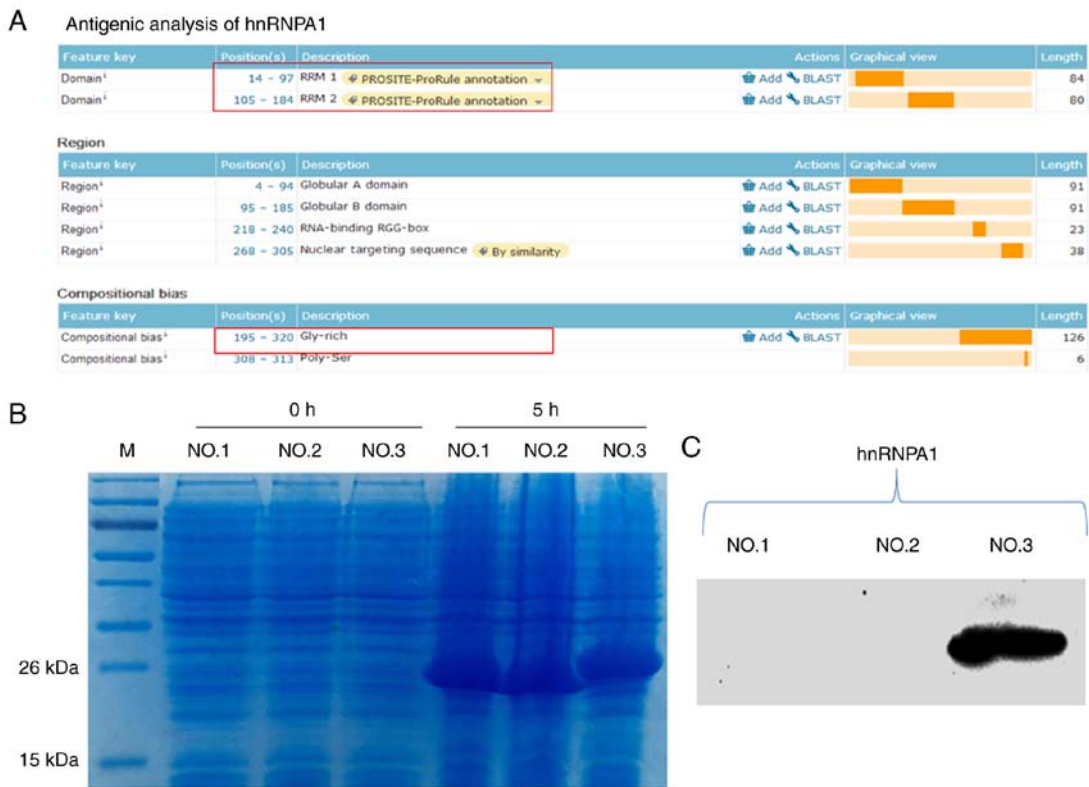 A Antigenic analysis of hnRNPA1
Feature key Position(s) Description Actions Graphical view Length
Domain i 14 – 97 RRM 1 PROSITE-ProRule annotation Add BLAST 84
Domain i 105 – 184 RRM 2 PROSITE-ProRule annotation Add BLAST 80
Region
Feature key Position(s) Description Actions Graphical view Length
Region i 4 – 94 Globular A domain Add BLAST 91
Region i 95 – 185 Globular B domain Add BLAST 91
Region i 218 – 240 RNA-binding RGG-box Add BLAST 23
Region i 268 – 305 Nuclear targeting sequence By similarity Add BLAST 38
Compositional bias
Feature key Position(s) Description Actions Graphical view Length
Compositional bias i 195 – 320 Gly-rich Add BLAST 126
Compositional bias i 308 – 313 Poly-Ser 6
B
0 h 5 h
M NO.1 NO.2 NO.3 NO.1 NO.2 NO.3
26 kDa
15 kDa
C
hnRNPA1
NO.1 NO.2 NO.3